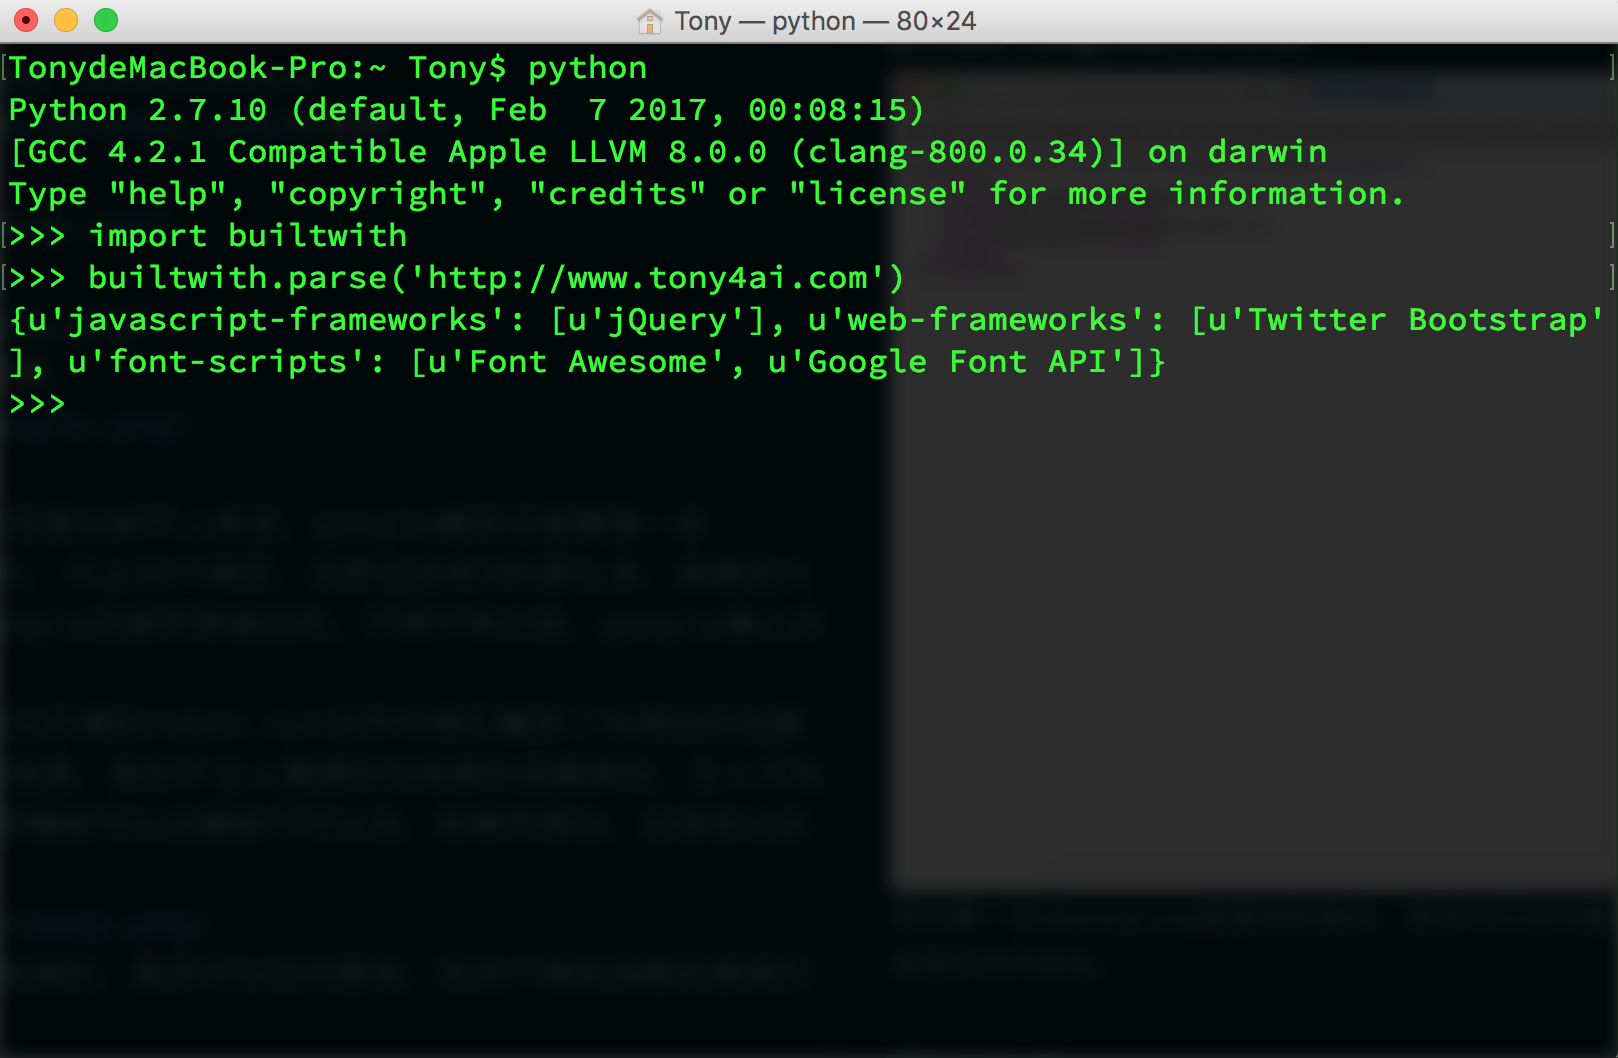 Tony — python — 80×24
TonydeMacBook-Pro:~ Tony$ python
Python 2.7.10 (default, Feb  7 2017, 00:08:15)
[GCC 4.2.1 Compatible Apple LLVM 8.0.0 (clang-800.0.34)] on darwin
Type "help", "copyright", "credits" or "license" for more information.
>>> import builtwith
>>> builtwith.parse('http://www.tony4ai.com')
{u'javascript-frameworks': [u'jQuery'], u'web-frameworks': [u'Twitter Bootstrap'
], u'font-scripts': [u'Font Awesome', u'Google Font API']}
>>>